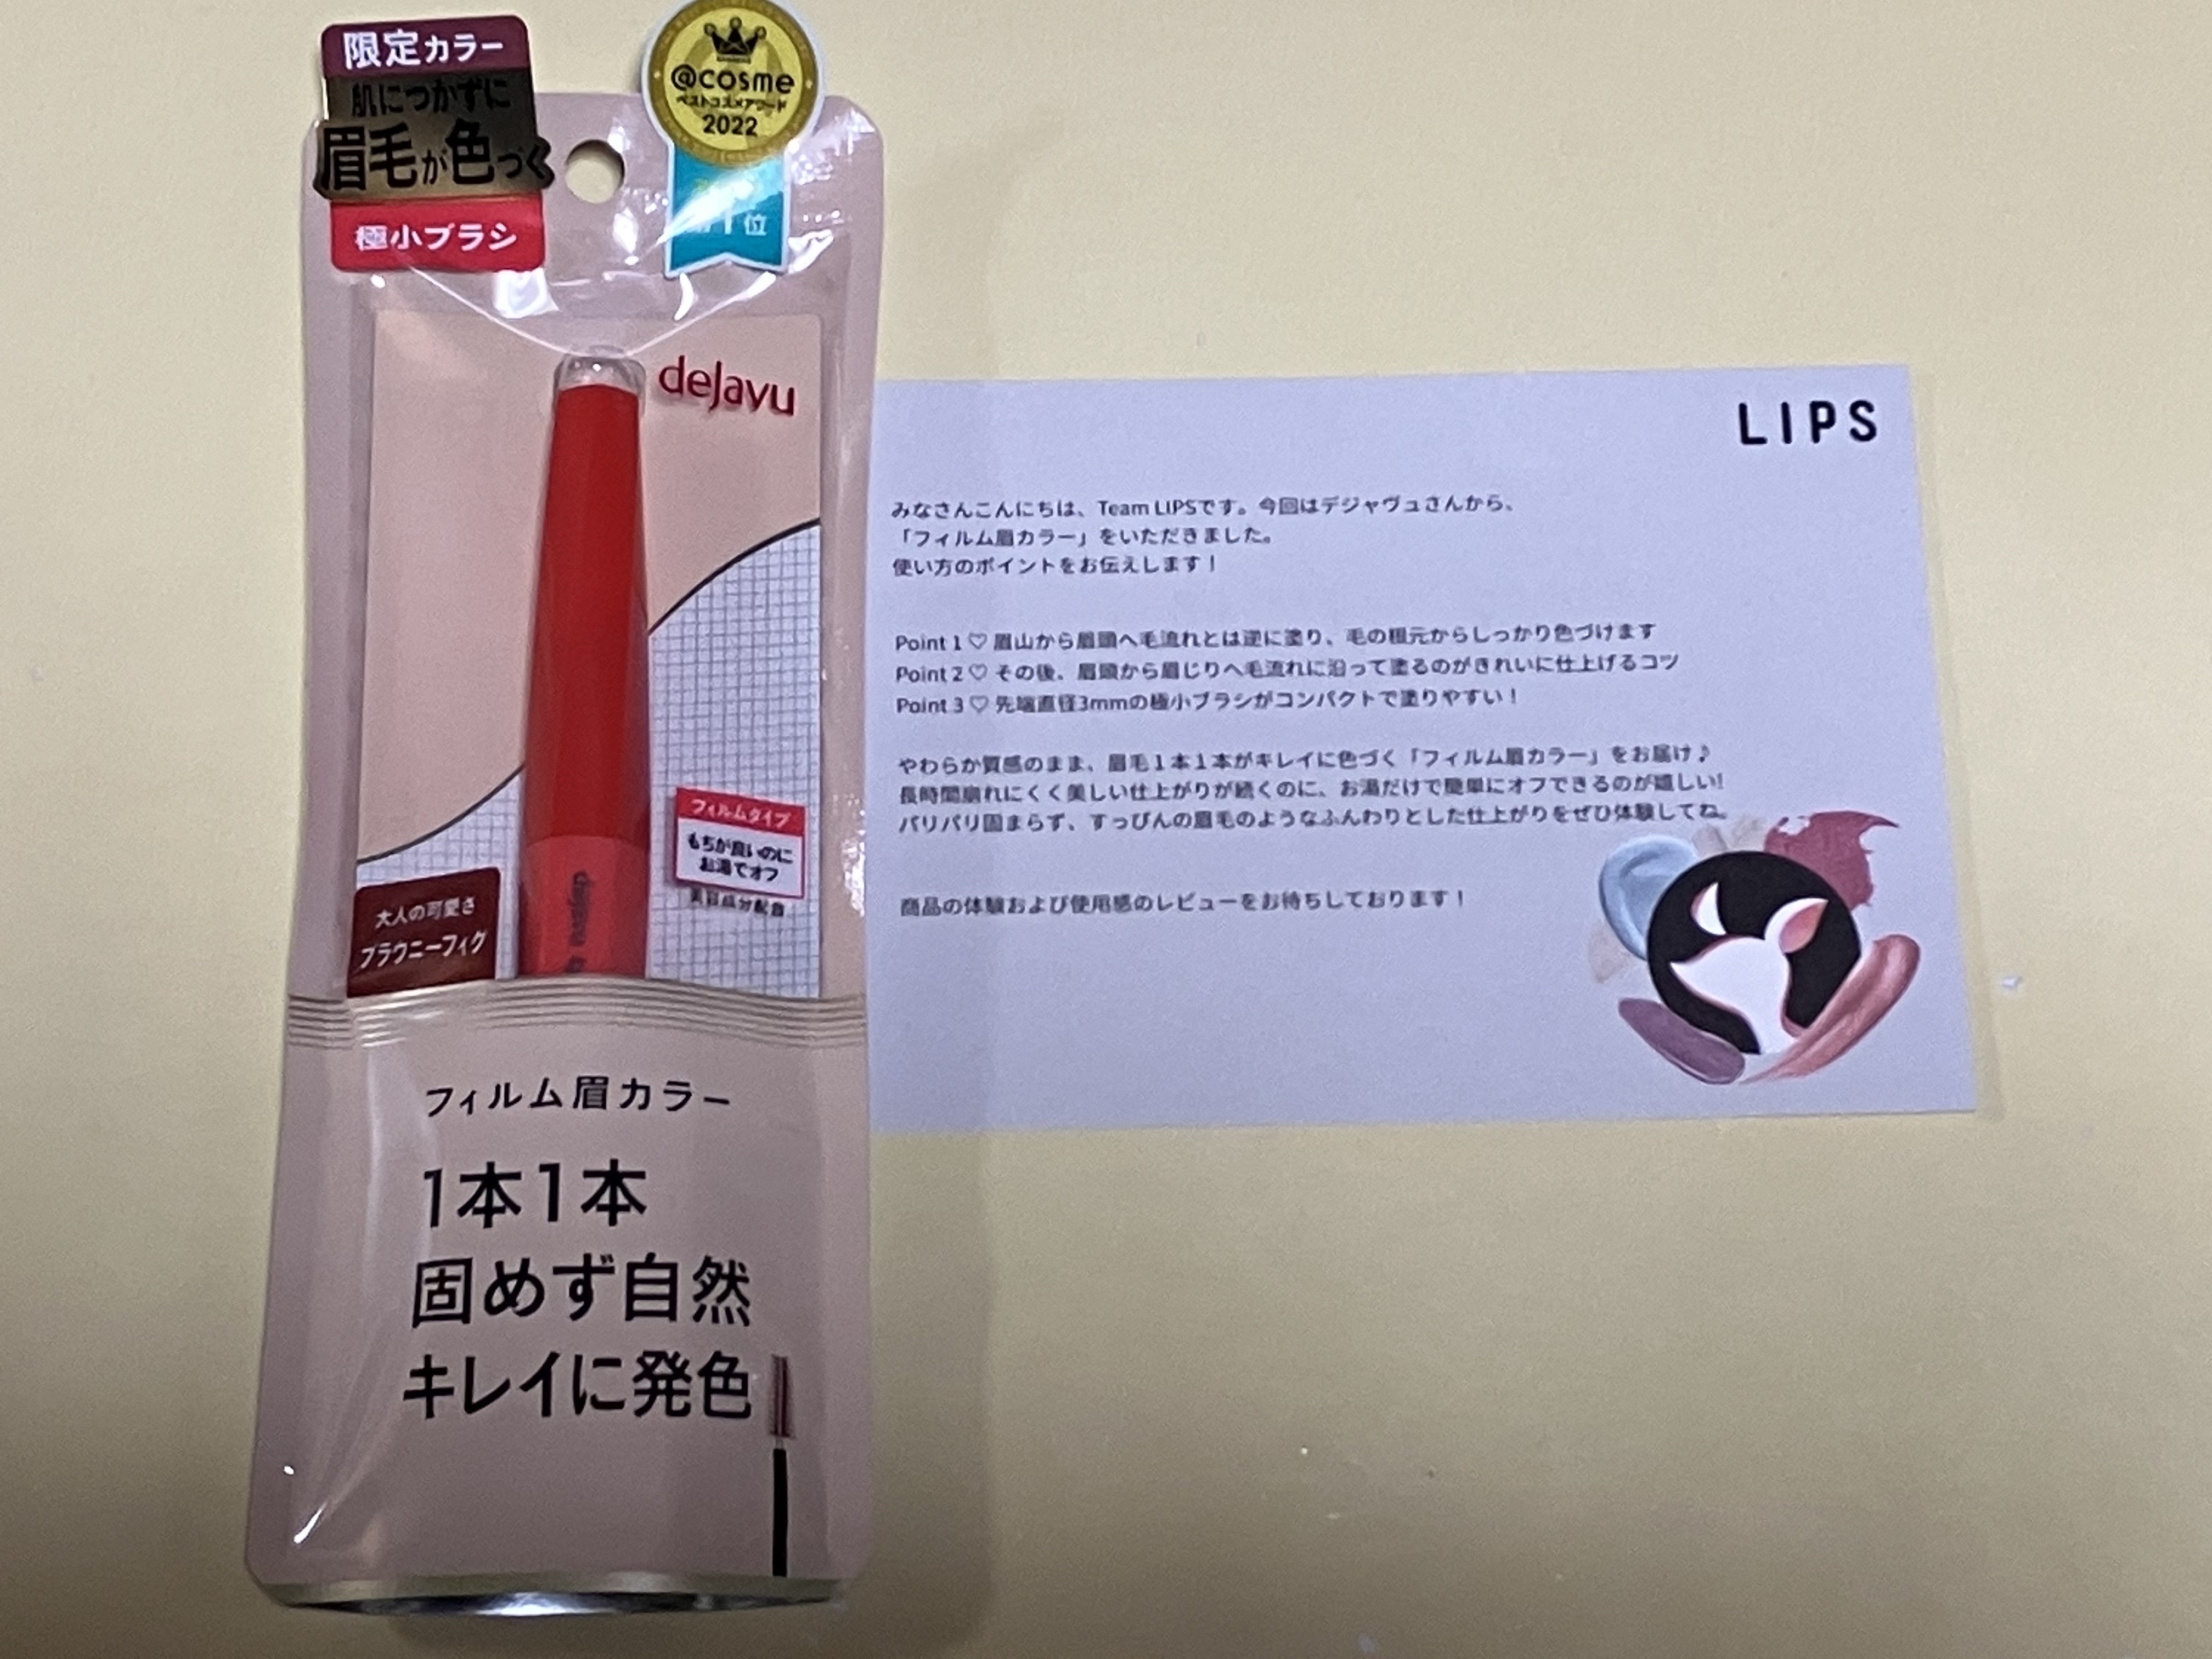 限定カラー
肌につかずに
眉毛が色づく
極小ブラシ
@cosme
ベストコスメアワード
2022
位
dejavu
フィルムタイプ
もちが良いのに
お湯でオフ
美容成分配合
大人の可愛さ
ブラウニーフィグ
dejavu
フィルム眉カラー
1本1本
固めず自然
キレイに発色
LIPS
みなさんこんにちは、Team LIPSです。今回はデジャヴュさんから、
「フィルム眉カラー」をいただきました。
使い方のポイントをお伝えします！
Point 1 ♡ 眉山から眉頭へ毛流れとは逆に塗り、毛の根元からしっかり色づけます
Point 2 ♡ その後、眉頭から眉じりへ毛流れに沿って塗るのがきれいに仕上げるコツ
Point 3 ♡ 先端直径3mmの極小ブラシがコンパクトで塗りやすい！
やわらか質感のまま、眉毛1本1本がキレイに色づく「フィルム眉カラー」をお届け♪
長時間崩れにくく美しい仕上がりが続くのに、お湯だけで簡単にオフできるのが嬉しい!
パリパリ固まらず、すっぴんの眉毛のようなふんわりとした仕上がりをぜひ体験してね。
商品の体験および使用感のレビューをお待ちしております！